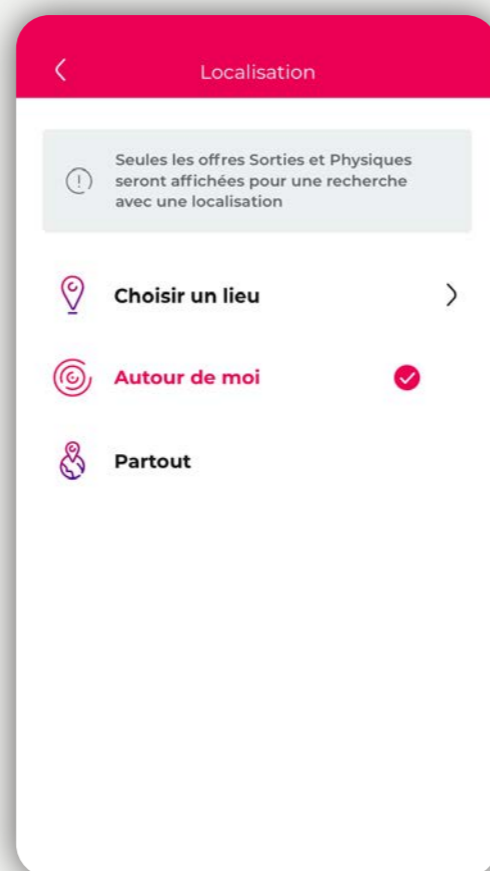 Localisation
Seules les offres Sorties et Physiques
seront affichées pour une recherche
avec une localisation
Choisir un lieu
Autour de moi
Partout